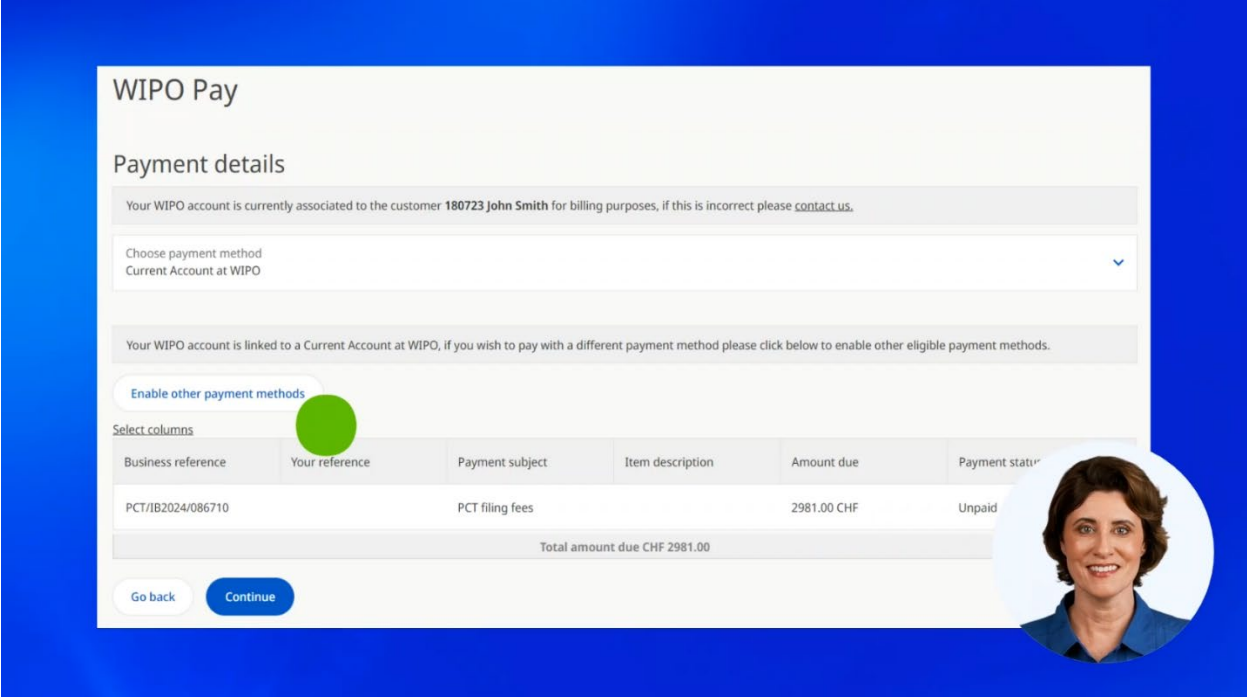 WIPO Pay
Payment details
Your WIPO account is currently associated to the customer 180723 John Smith for billing purposes, if this is incorrect please contact us.
Choose payment method
Current Account at WIPO
Your WIPO account is linked to a Current Account at WIPO, if you wish to pay with a different payment method please click below to enable other eligible payment methods.
Enable other payment methods
Select columns
Business reference Your reference Payment subject Item description Amount due Payment status
PCT/IB2024/086710 PCT filing fees 2981.00 CHF Unpaid
Total amount due CHF 2981.00
Go back Continue